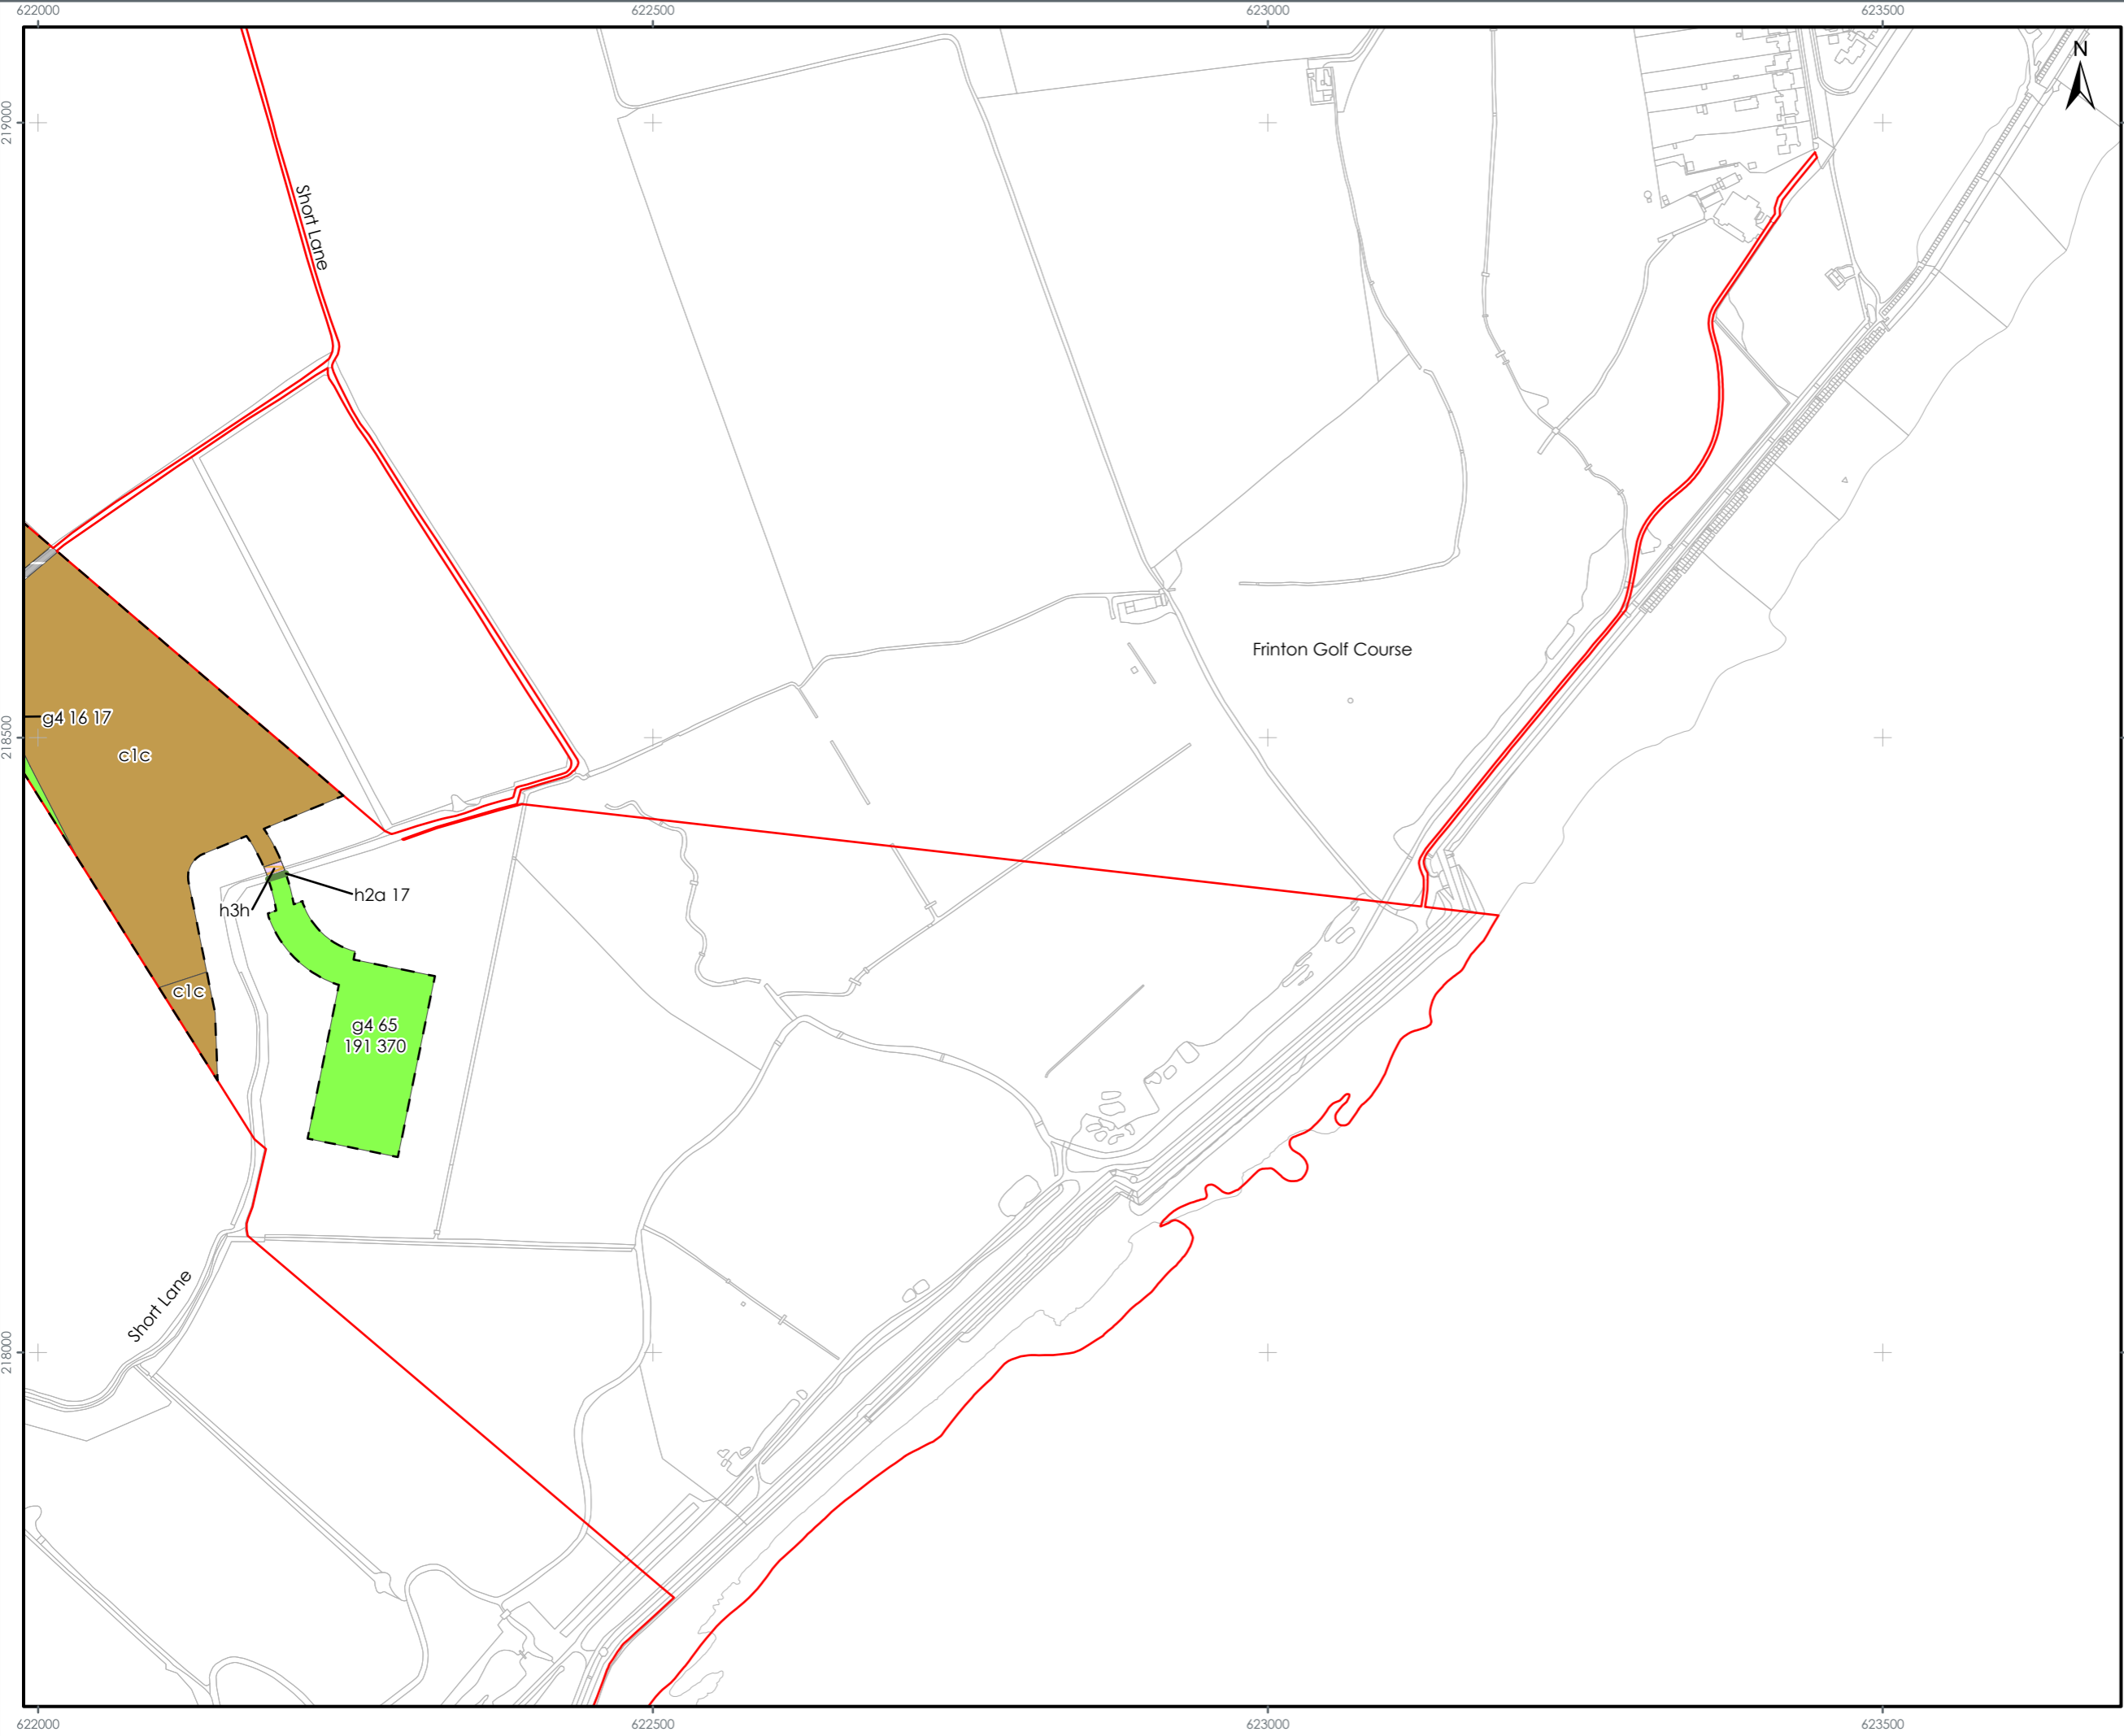 622000
622500
623000
623500
N
219000
Short Lane
Frinton Golf Course
g4 16 17
218500
c1c
h2a 17
h3h
c1c
g4 65
191 370
Short Lane
218000
622000
622500
623000
623500